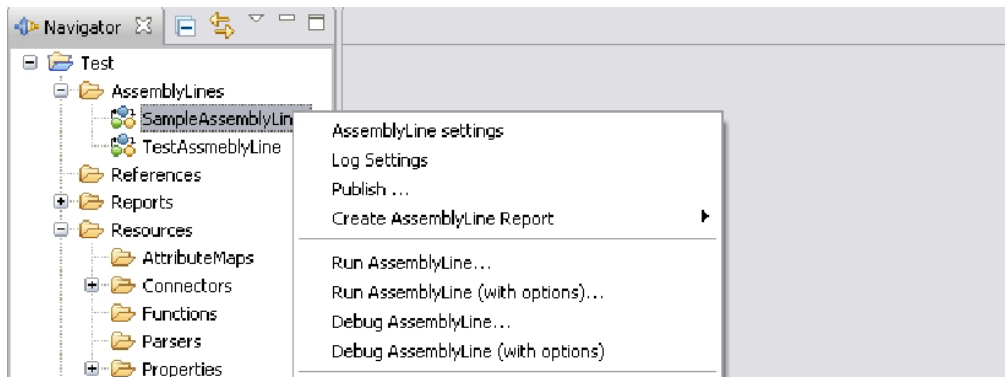 Navigator
Test
AssemblyLines
SampleAssemblyLin
TestAssmeblyLine
References
Reports
Resources
AttributeMaps
Connectors
Functions
Parsers
Properties
AssemblyLine settings
Log Settings
Publish ...
Create AssemblyLine Report
Run AssemblyLine...
Run AssemblyLine (with options)...
Debug AssemblyLine...
Debug AssemblyLine (with options)